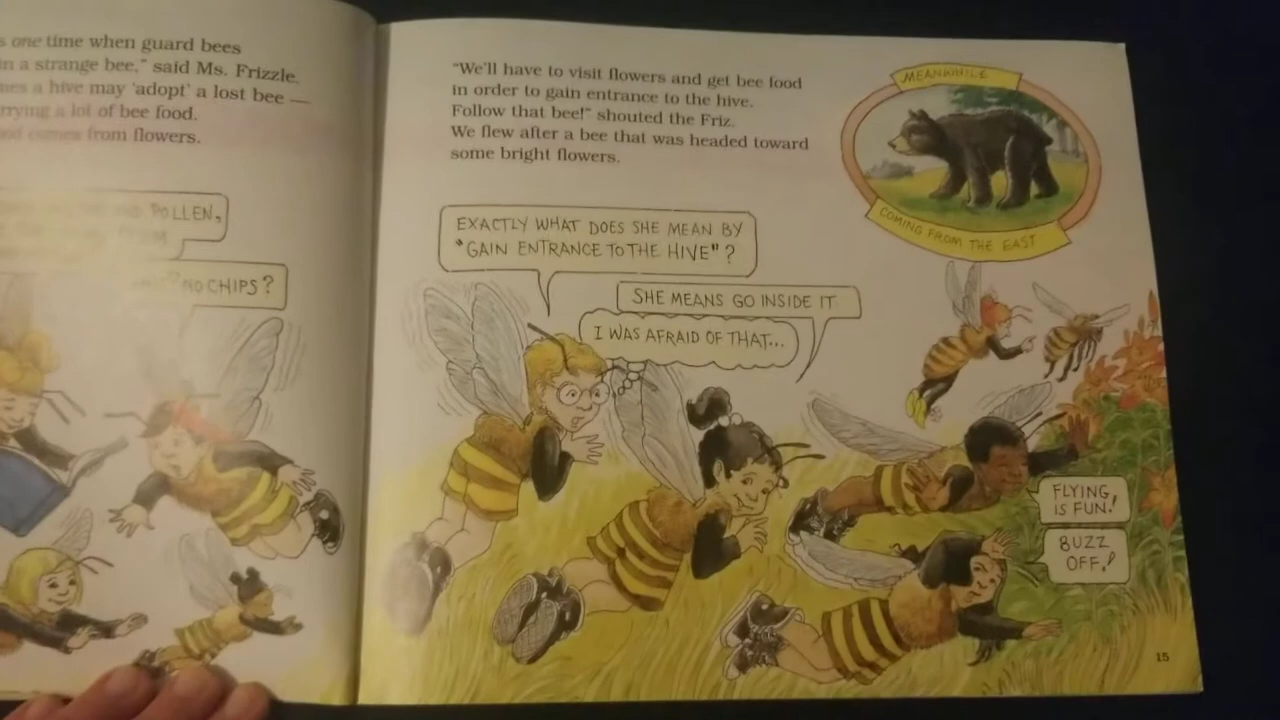 one time when guard bees
in a strange bee," said Ms. Frizzle.
a hive may 'adopt' a lost bee —
a lot of bee food.
comes from flowers.
POLLEN,
NO CHIPS?
"We'll have to visit flowers and get bee food
in order to gain entrance to the hive.
Follow that bee!" shouted the Friz.
We flew after a bee that was headed toward
some bright flowers.
MEANWHILE
COMING FROM THE EAST
EXACTLY WHAT DOES SHE MEAN BY
"GAIN ENTRANCE TO THE HIVE"?
SHE MEANS GO INSIDE IT.
I WAS AFRAID OF THAT...
FLYING
IS FUN!
BUZZ
OFF!
15